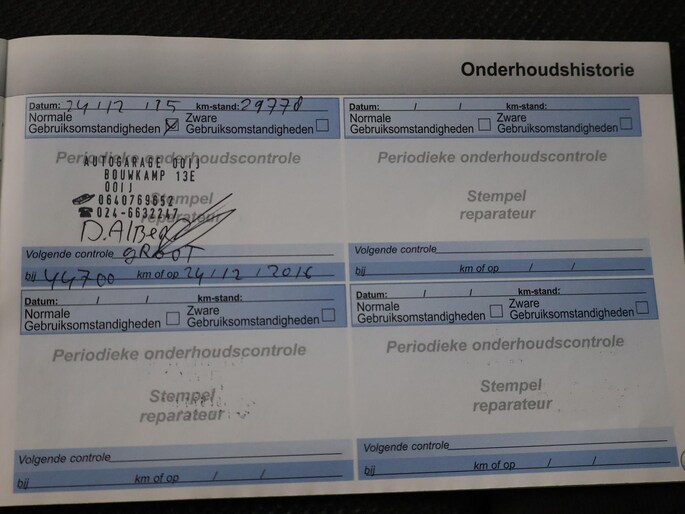 Onderhoudshistorie
Datum: 24/12/15 km-stand: 29770
Normale Gebruiksomstandigheden Zware Gebruiksomstandigheden
Periodieke onderhoudscontrole
AUTOGARAGE OOIJ
BOUWKAMP 13E
OOIJ
Stempel
0640769652
reparateur
024-6632247
Volgende controle GROOT
bij 44700 km of op 24/12/2016
Datum: / / km-stand:
Normale Gebruiksomstandigheden Zware Gebruiksomstandigheden
Periodieke onderhoudscontrole
Stempel
reparateur
Volgende controle
bij km of op / /
Datum: / / km-stand:
Normale Gebruiksomstandigheden Zware Gebruiksomstandigheden
Periodieke onderhoudscontrole
Stempel
reparateur
Volgende controle
bij km of op / /
Datum: / / km-stand:
Normale Gebruiksomstandigheden Zware Gebruiksomstandigheden
Periodieke onderhoudscontrole
Stempel
reparateur
Volgende controle
bij km of op / /